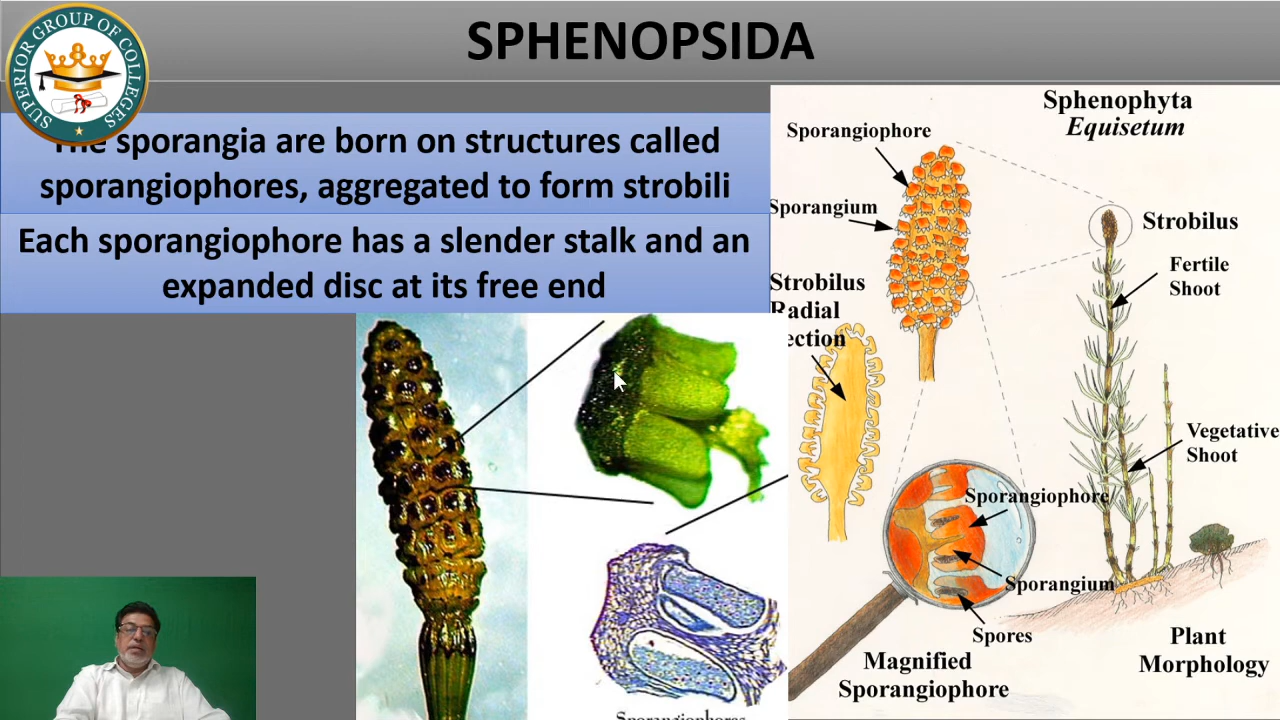 SPHENOPSIDA
SUPERIOR GROUP OF COLLEGES
The sporangia are born on structures called
sporangiophores, aggregated to form strobili
Each sporangiophore has a slender stalk and an
expanded disc at its free end
Sphenophyta
Equisetum
Sporangiophore
Sporangium
Strobilus
Radial
ection
Strobilus
Fertile
Shoot
Vegetative
Shoot
Sporangiophore
Sporangium
Spores
Magnified
Sporangiophore
Plant
Morphology
Sporangiophores